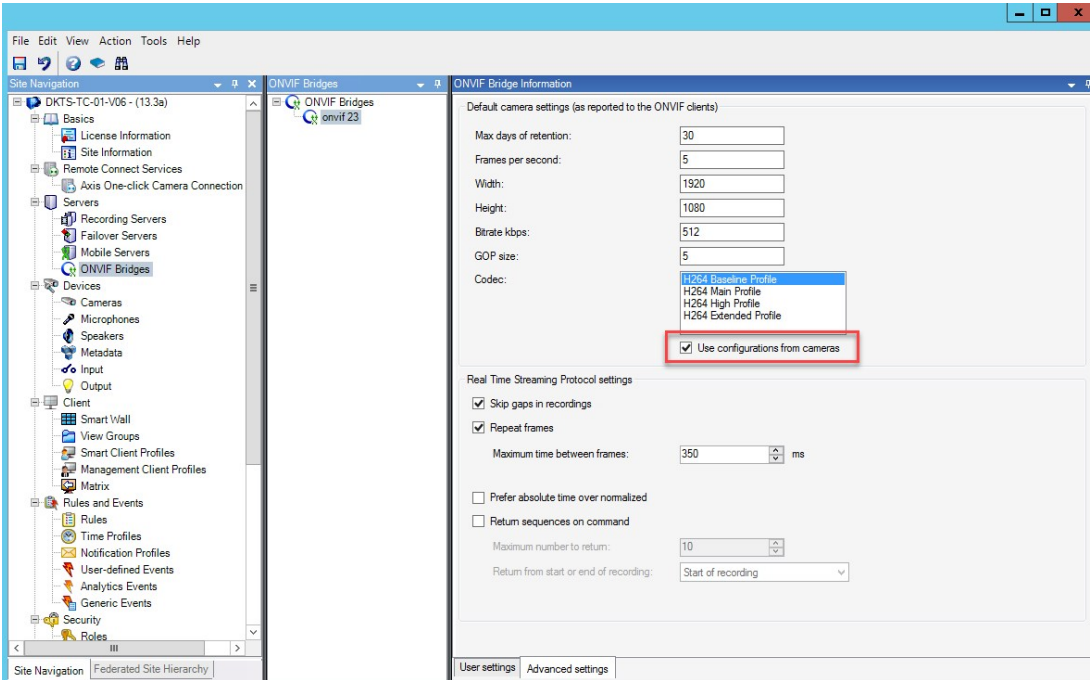 File Edit View Action Tools Help
Site Navigation
DKTS-TC-01-V06 - (13.3a)
Basics
License Information
Site Information
Remote Connect Services
Axis One-click Camera Connection
Servers
Recording Servers
Failover Servers
Mobile Servers
ONVIF Bridges
Devices
Cameras
Microphones
Speakers
Metadata
Input
Output
Client
Smart Wall
View Groups
Smart Client Profiles
Management Client Profiles
Matrix
Rules and Events
Rules
Time Profiles
Notification Profiles
User-defined Events
Analytics Events
Generic Events
Security
Roles
Site Navigation Federated Site Hierarchy
ONVIF Bridges
ONVIF Bridges
onvif 23
ONVIF Bridge Information
Default camera settings (as reported to the ONVIF clients)
Max days of retention: 30
Frames per second: 5
Width: 1920
Height: 1080
Bitrate kbps: 512
GOP size: 5
Codec: H264 Baseline Profile
H264 Main Profile
H264 High Profile
H264 Extended Profile
Use configurations from cameras
Real Time Streaming Protocol settings
Skip gaps in recordings
Repeat frames
Maximum time between frames: 350 ms
Prefer absolute time over normalized
Return sequences on command
Maximum number to return: 10
Return from start or end of recording: Start of recording
User settings Advanced settings